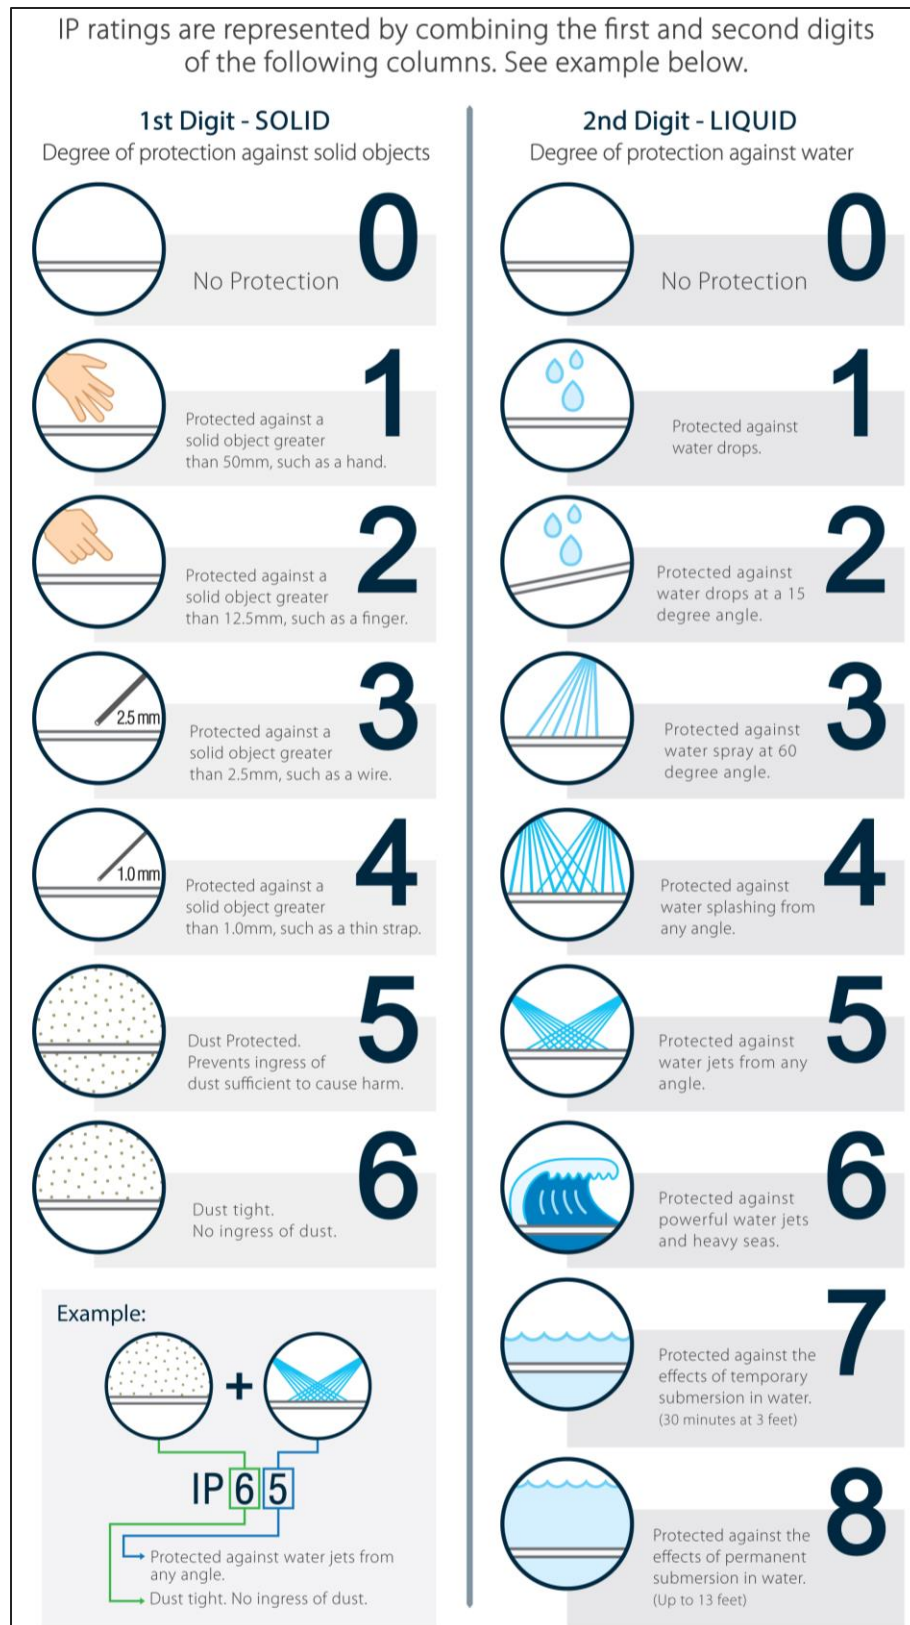 IP ratings are represented by combining the first and second digits
of the following columns. See example below.
1st Digit - SOLID
Degree of protection against solid objects
0
No Protection
1
Protected against a
solid object greater
than 50mm, such as a hand.
2
Protected against a
solid object greater
than 12.5mm, such as a finger.
3
2.5 mm
Protected against a
solid object greater
than 2.5mm, such as a wire.
4
1.0 mm
Protected against a
solid object greater
than 1.0mm, such as a thin strap.
5
Dust Protected.
Prevents ingress of
dust sufficient to cause harm.
6
Dust tight.
No ingress of dust.
Example:
+
IP65
Protected against water jets from
any angle.
Dust tight. No ingress of dust.
2nd Digit - LIQUID
Degree of protection against water
0
No Protection
1
Protected against
water drops.
2
Protected against
water drops at a 15
degree angle.
3
Protected against
water spray at 60
degree angle.
4
Protected against
water splashing from
any angle.
5
Protected against
water jets from any
angle.
6
Protected against
powerful water jets
and heavy seas.
7
Protected against the
effects of temporary
submersion in water.
(30 minutes at 3 feet)
8
Protected against the
effects of permanent
submersion in water.
(Up to 13 feet)